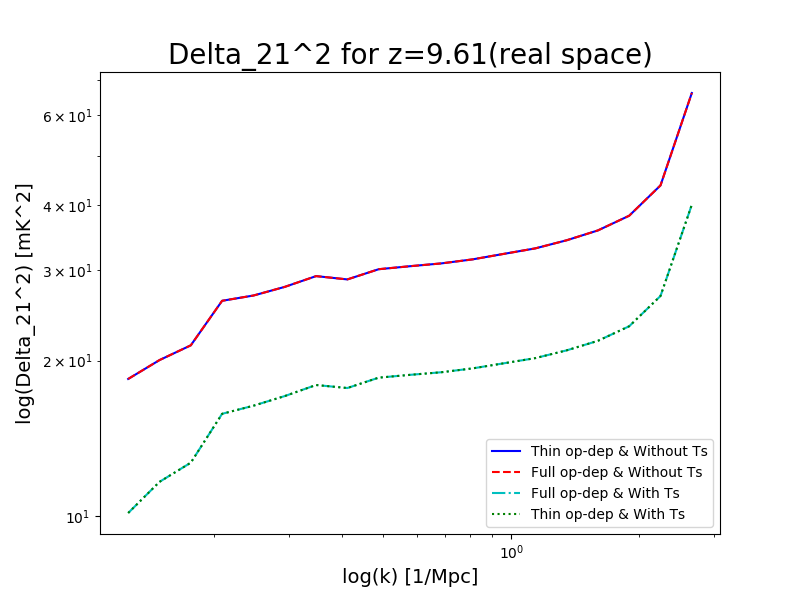 Delta_21^2 for z=9.61(real space)
log(Delta_21^2) [mK^2]
6 × 10^1
4 × 10^1
3 × 10^1
2 × 10^1
10^1
Thin op-dep & Without Ts
Full op-dep & Without Ts
Full op-dep & With Ts
Thin op-dep & With Ts
10^0
log(k) [1/Mpc]